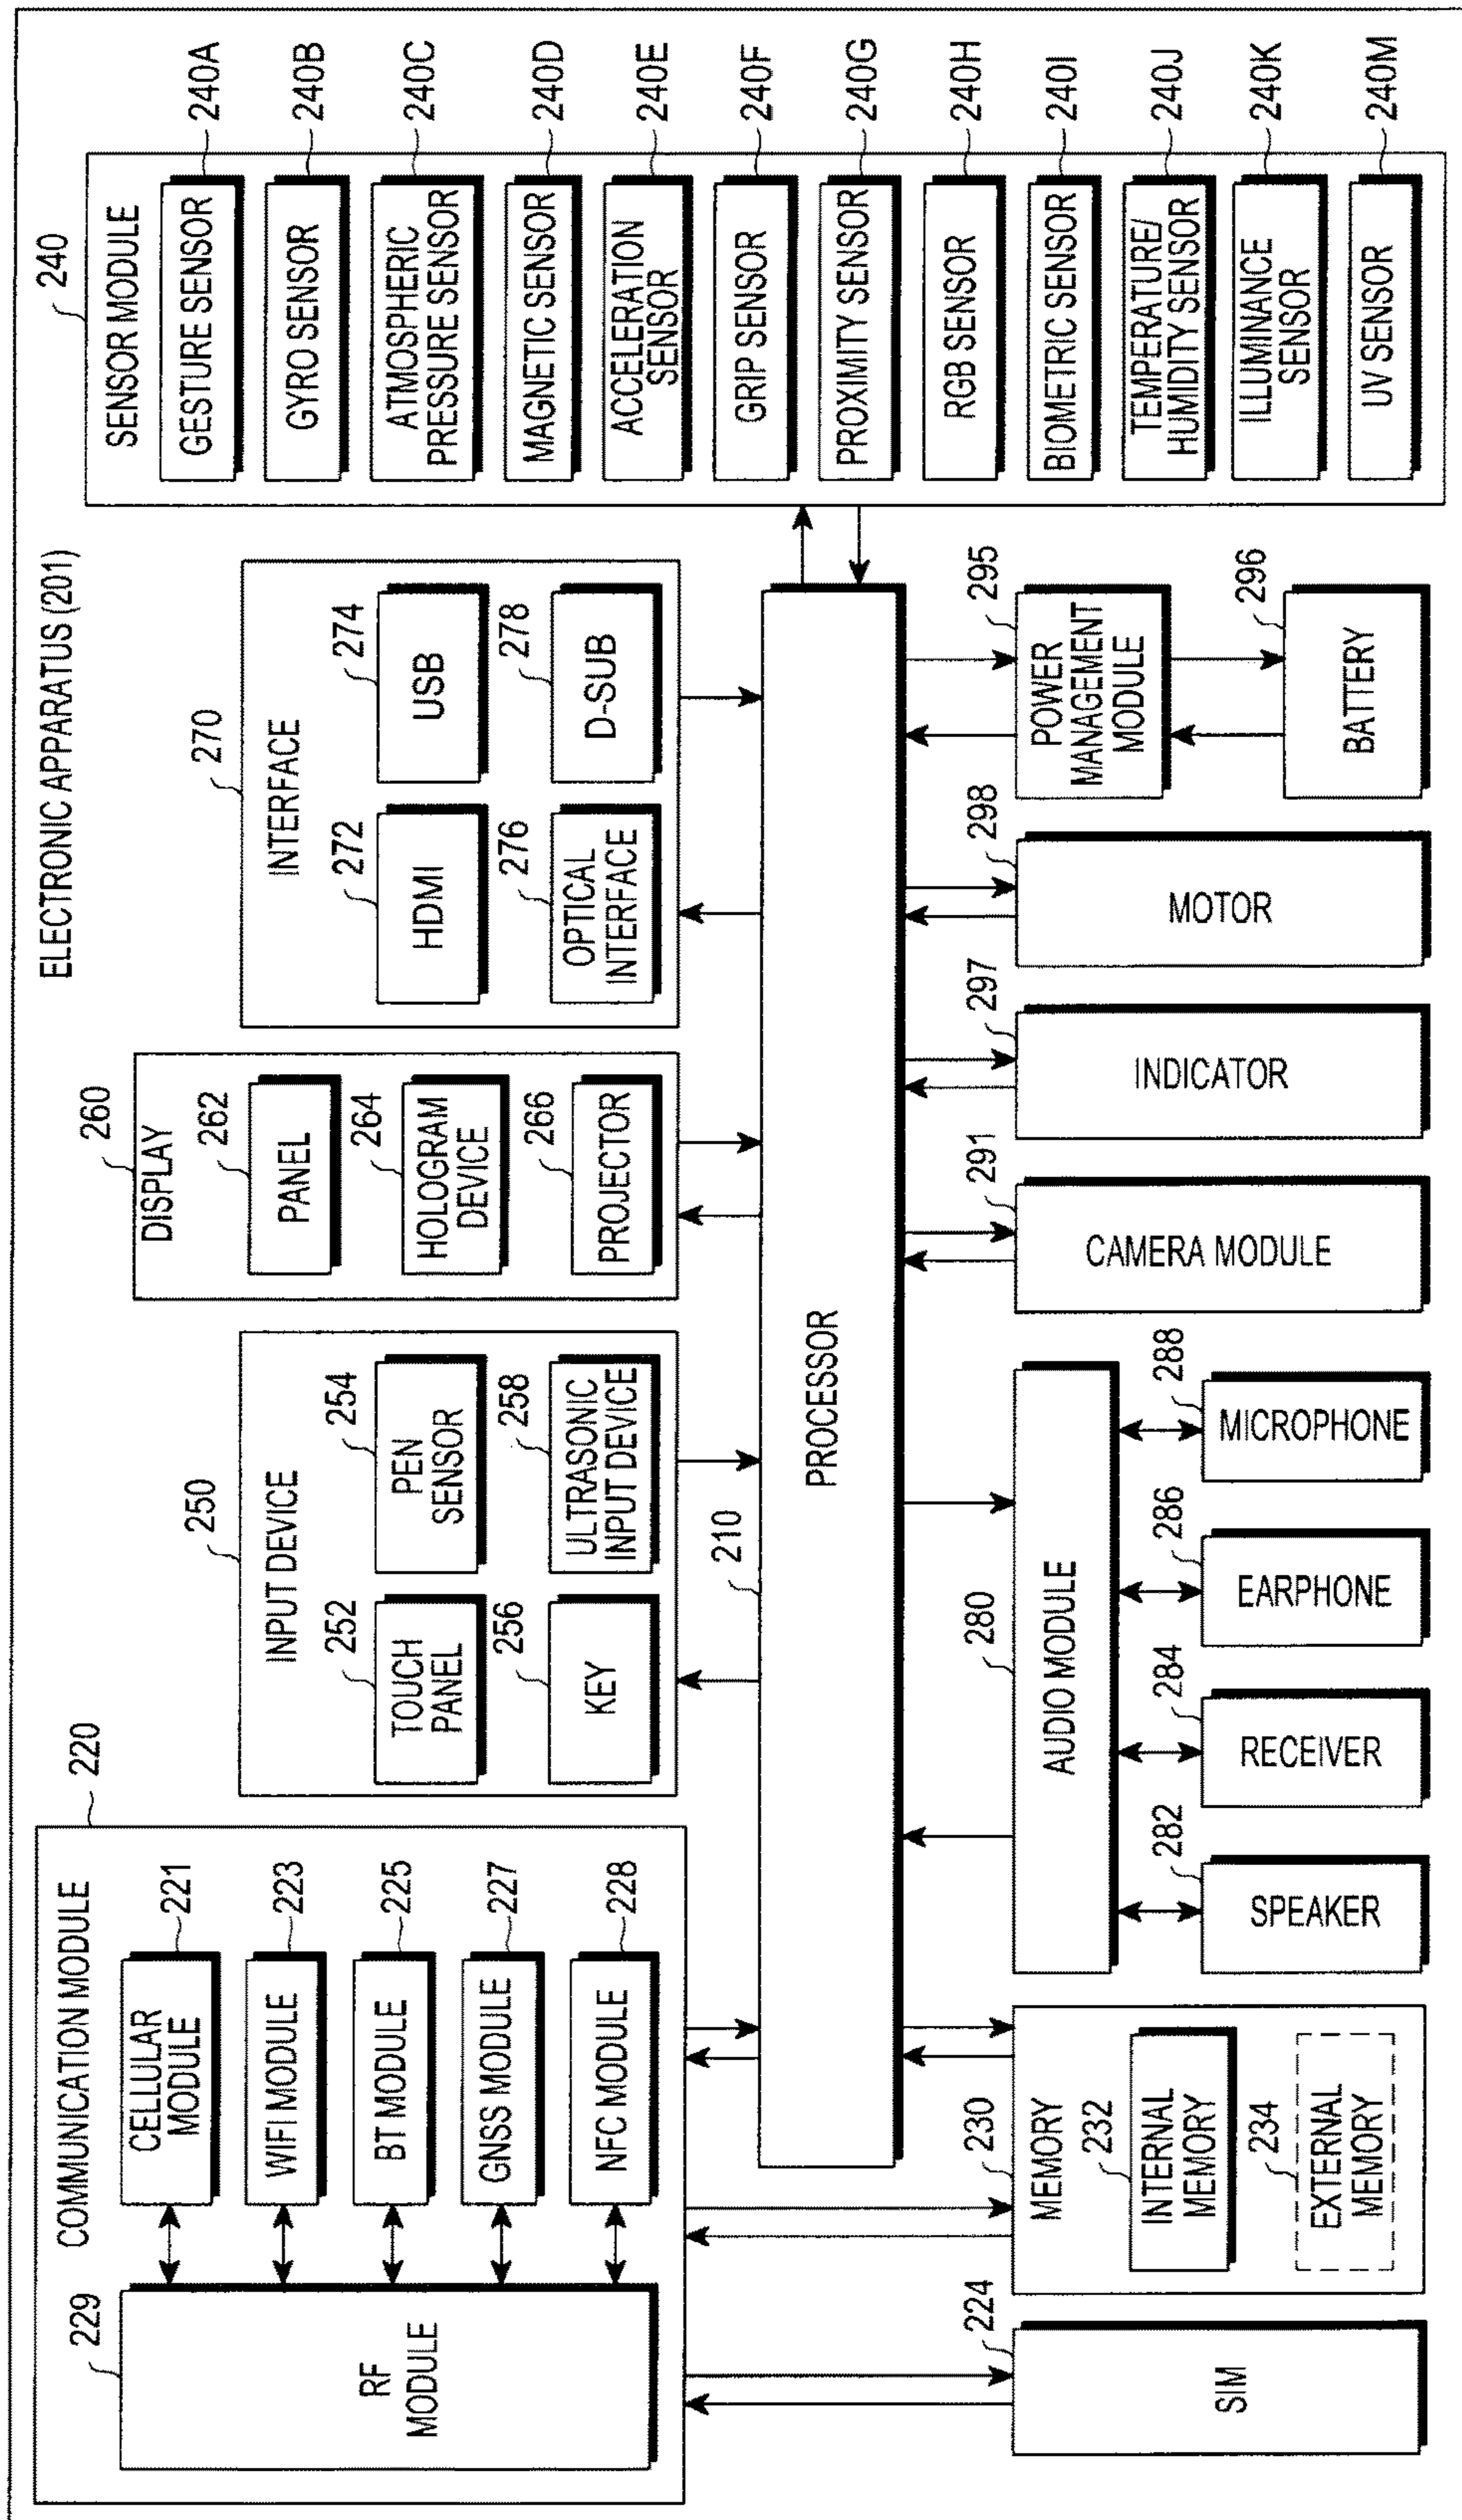 ELECTRONIC APPARATUS (201)
COMMUNICATION MODULE
220
229
RF
MODULE
CELLULAR
MODULE
221
WIFI MODULE
223
BT MODULE
225
GNSS MODULE
227
NFC MODULE
228
250
INPUT DEVICE
252
TOUCH
PANEL
254
PEN
SENSOR
256
KEY
258
ULTRASONIC
INPUT DEVICE
260
DISPLAY
262
PANEL
264
HOLOGRAM
DEVICE
266
PROJECTOR
270
INTERFACE
272
HDMI
274
USB
276
OPTICAL
INTERFACE
278
D-SUB
240
SENSOR MODULE
GESTURE SENSOR
240A
GYRO SENSOR
240B
ATMOSPHERIC
PRESSURE SENSOR
240C
MAGNETIC SENSOR
240D
ACCELERATION
SENSOR
240E
GRIP SENSOR
240F
PROXIMITY SENSOR
240G
RGB SENSOR
240H
BIOMETRIC SENSOR
240I
TEMPERATURE/
HUMIDITY SENSOR
240J
ILLUMINANCE
SENSOR
240K
UV SENSOR
240M
210
PROCESSOR
224
SIM
230
MEMORY
232
INTERNAL
MEMORY
234
EXTERNAL
MEMORY
280
AUDIO MODULE
282
SPEAKER
284
RECEIVER
286
EARPHONE
288
MICROPHONE
291
CAMERA MODULE
297
INDICATOR
298
MOTOR
295
POWER
MANAGEMENT
MODULE
296
BATTERY